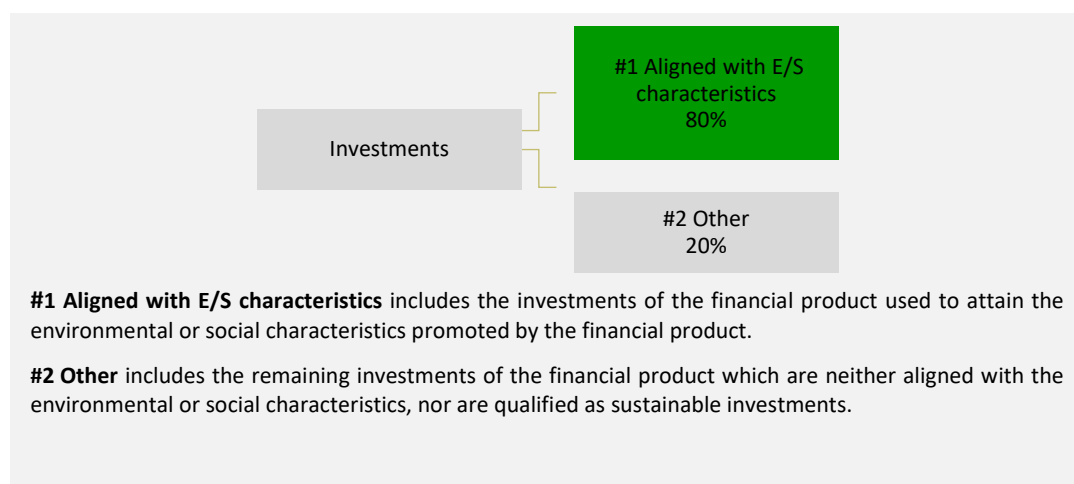 #1 Aligned with E/S
characteristics
80%
Investments
#2 Other
20%
#1 Aligned with E/S characteristics includes the investments of the financial product used to attain the
environmental or social characteristics promoted by the financial product.
#2 Other includes the remaining investments of the financial product which are neither aligned with the
environmental or social characteristics, nor are qualified as sustainable investments.